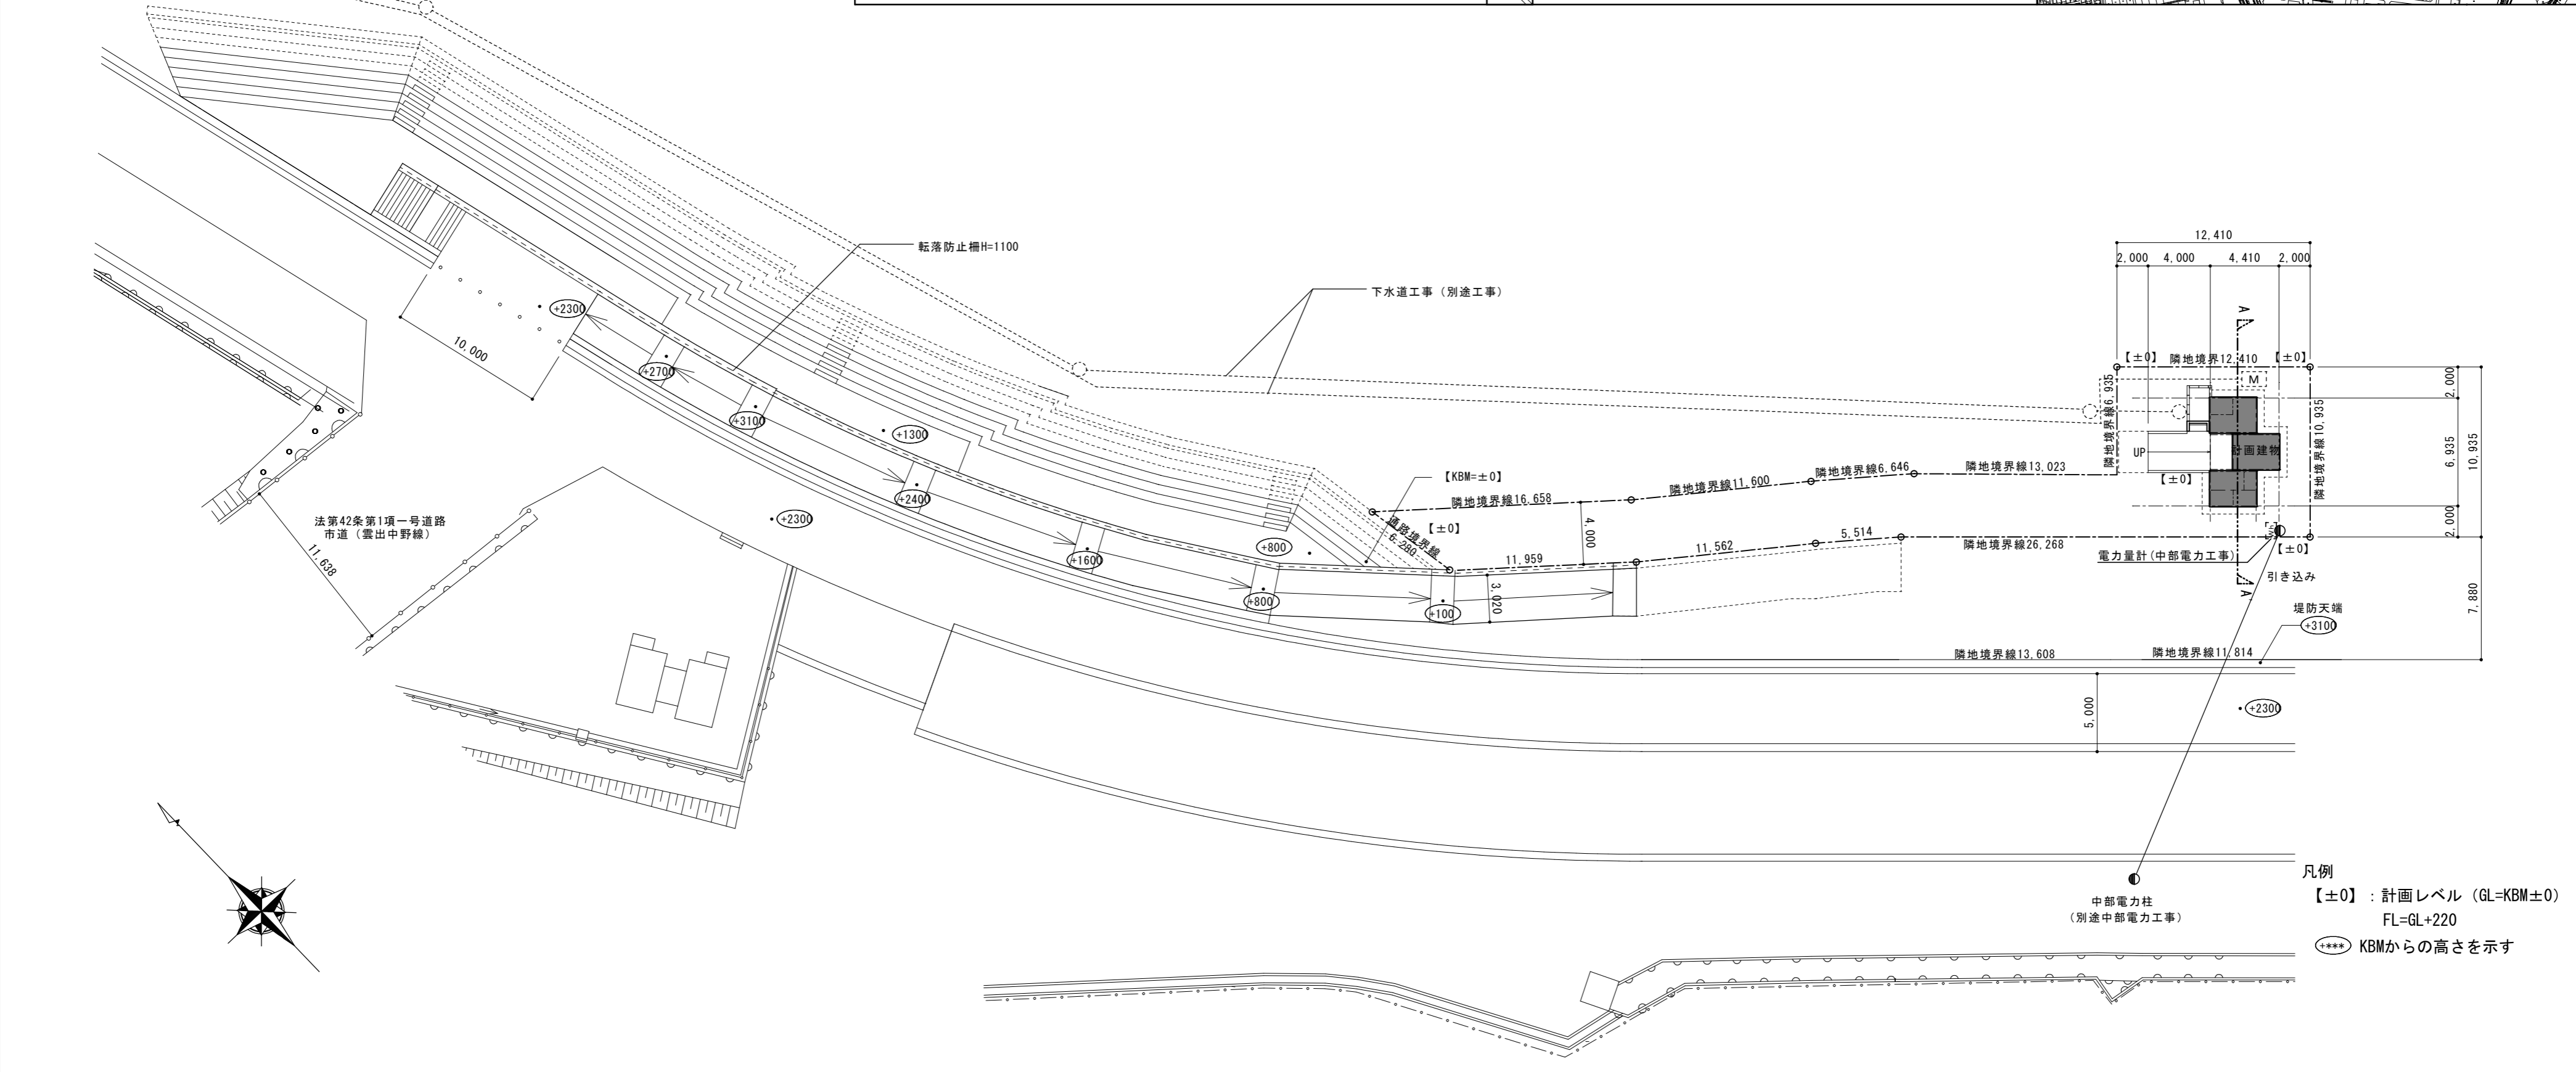 転落防止柵H=1100
下水道工事（別途工事）
10,000
+2300
+2700
+3100
+1300
+2400
+2300
+1600
+800
+800
+100
法第42条第1項一号道路
市道（雲出中野線）
11,638
【KBM=±0】
【±0】
通路境界線
6,280
隣地境界線16,658
隣地境界線11,600
隣地境界線6,646
隣地境界線13,023
4,000
3,020
11,959
11,562
5,514
隣地境界線26,268
12,410
2,000
4,000
4,410
2,000
A
【±0】
隣地境界12,410
【±0】
M
隣地境界線6,935
隣地境界線10,935
UP
計画建物
【±0】
2,000
6,935
10,935
2,000
7,880
電力量計(中部電力工事)
【±0】
引き込み
A
堤防天端
+3100
隣地境界線13,608
隣地境界線11,814
5,000
+2300
中部電力柱
（別途中部電力工事）
凡例
【±0】：計画レベル（GL=KBM±0）
FL=GL+220
+*** KBMからの高さを示す